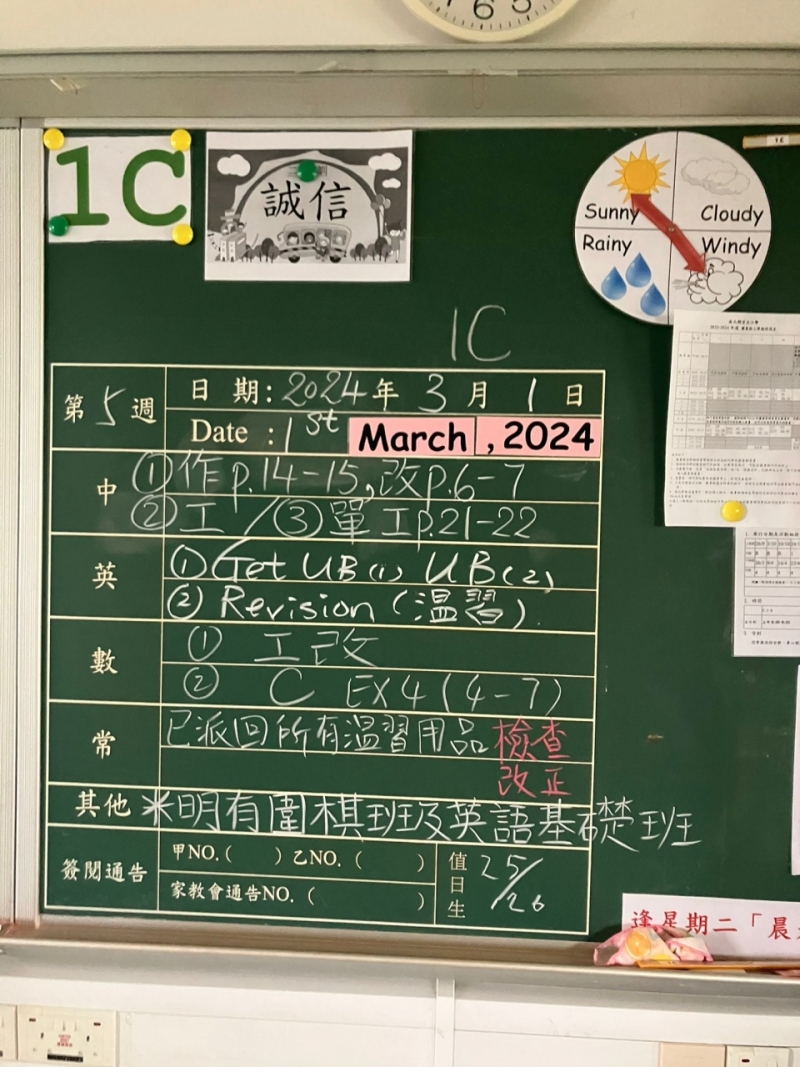 6 5
1C
誠信
Sunny
Cloudy
Rainy
Windy
1C
第5週
日期:2024年3月1日
Date :1st March ,2024
中
①作p.14-15,改p.6-7
②工/③單工p.21-22
英
①Get UB(1) UB(2)
②Revision(溫習)
數
① 工改
② C EX4(4-7)
常
已派回所有溫習用品 檢查
改正
其他
*明有圍棋班及英語基礎班
簽閱通告
甲NO.( )乙NO.( )
家教會通告NO.( )
值日生
25/26
逢星期二「晨